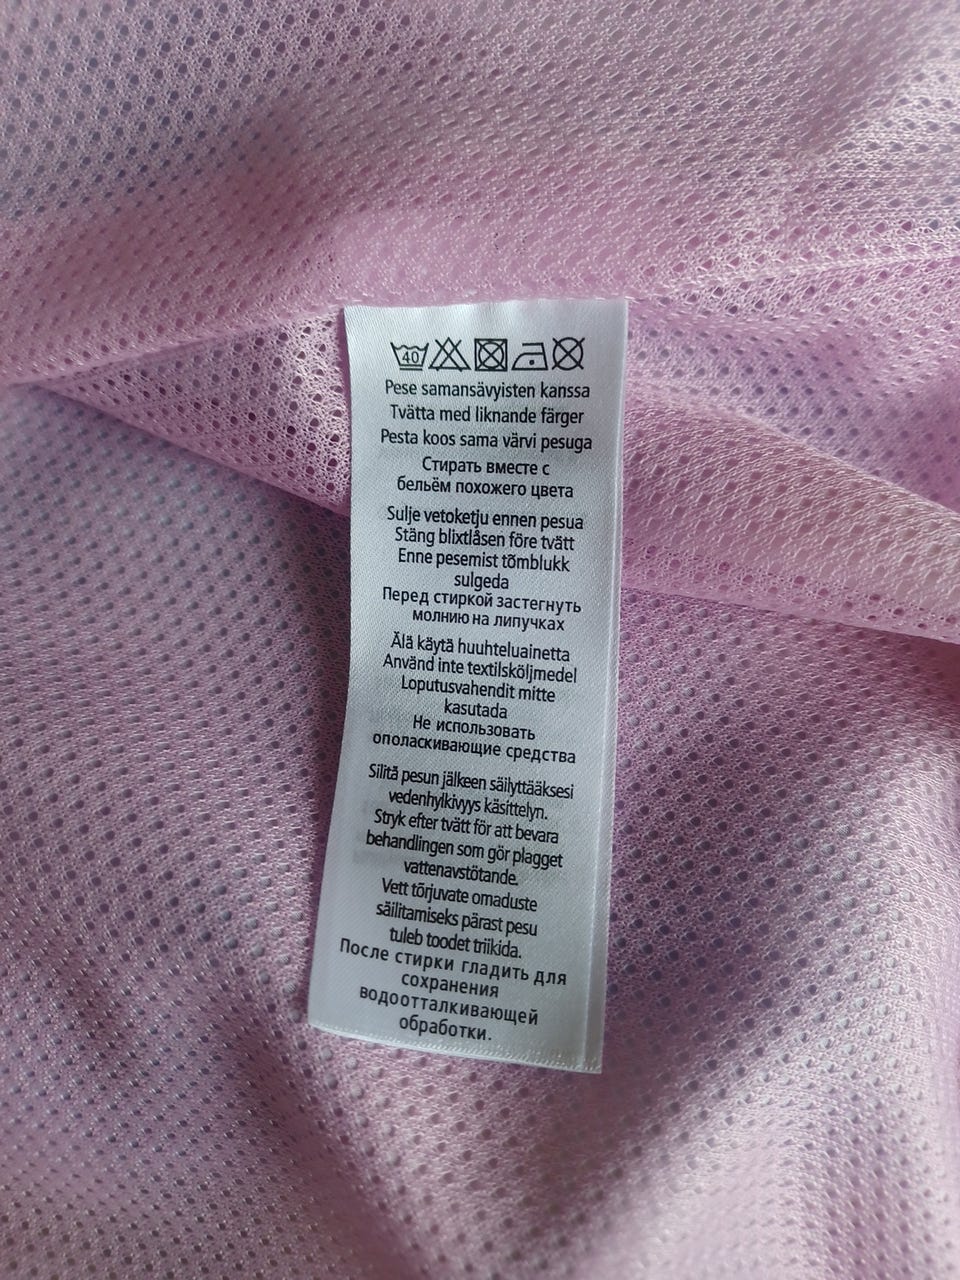 40
Pese samansävyisten kanssa
Tvätta med liknande färger
Pesta koos sama värvi pesuga
Стирать вместе с
бельём похожего цвета
Sulje vetoketju ennen pesua
Stäng blixtlåsen före tvätt
Enne pesemist tõmblukk
sulgeda
Перед стиркой застегнуть
молнию на липучках
Älä käytä huuhteluainetta
Använd inte textilsköljmedel
Loputusvahendit mitte
kasutada
Не использовать
ополаскивающие средства
Silitä pesun jälkeen säilyttääksesi
vedenhylkivyys käsittelyn.
Stryk efter tvätt för att bevara
behandlingen som gör plagget
vattenavstötande.
Vett tõrjuvate omaduste
säilitamiseks pärast pesu
tuleb toodet triikida.
После стирки гладить для
сохранения
водоотталкивающей
обработки.